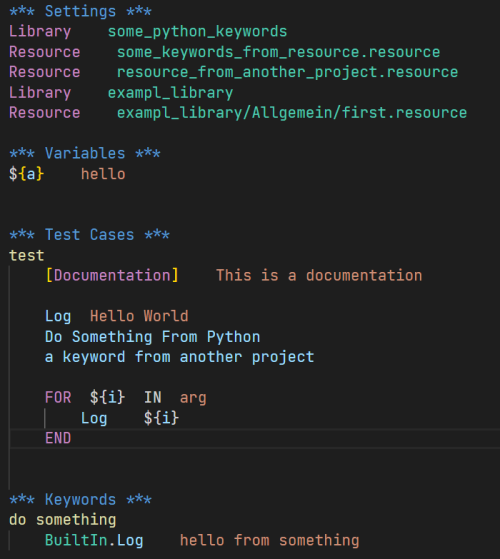 *** Settings ***
Library    some_python_keywords
Resource    some_keywords_from_resource.resource
Resource    resource_from_another_project.resource
Library    exampl_library
Resource    exampl_library/Allgemein/first.resource
*** Variables ***
${a}    hello
*** Test Cases ***
test
    [Documentation]    This is a documentation
    Log  Hello World
    Do Something From Python
    a keyword from another project
    FOR  ${i}  IN  arg
        Log    ${i}
    END
*** Keywords ***
do something
    BuiltIn.Log    hello from something